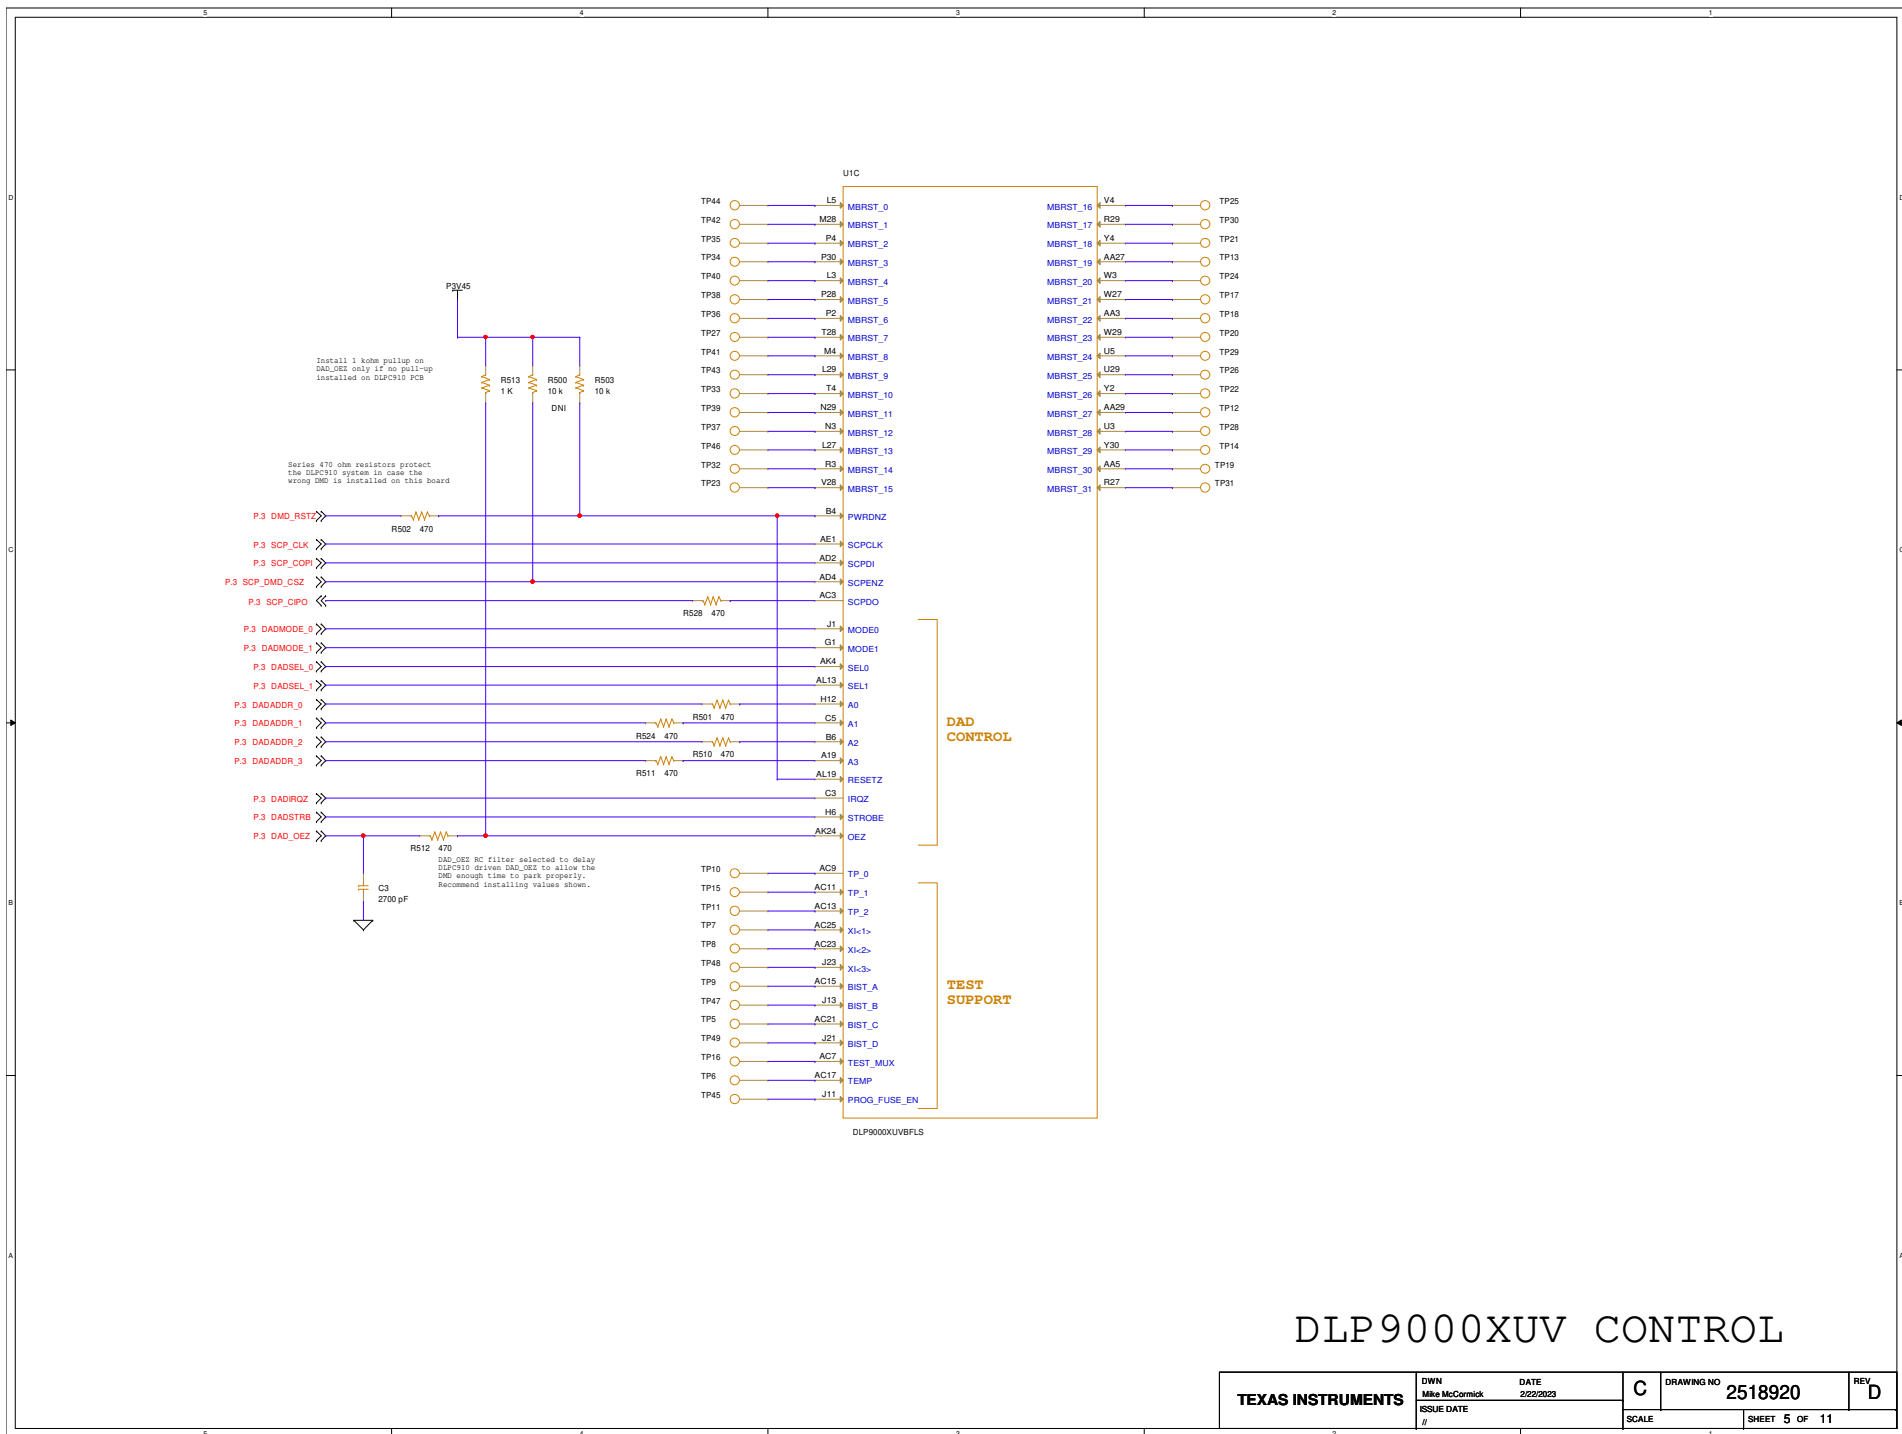 5 4 3 2 1
D
C
B
A
U1C
TP44 L5 MBRST_0
TP42 M28 MBRST_1
TP35 P4 MBRST_2
TP34 P30 MBRST_3
TP40 L3 MBRST_4
TP38 P28 MBRST_5
TP36 P2 MBRST_6
TP27 T28 MBRST_7
TP41 M4 MBRST_8
TP43 L29 MBRST_9
TP33 T4 MBRST_10
TP39 N29 MBRST_11
TP37 N3 MBRST_12
TP46 L27 MBRST_13
TP32 R3 MBRST_14
TP23 V28 MBRST_15
MBRST_16 V4 TP25
MBRST_17 R29 TP30
MBRST_18 Y4 TP21
MBRST_19 AA27 TP13
MBRST_20 W3 TP24
MBRST_21 W27 TP17
MBRST_22 AA3 TP18
MBRST_23 W29 TP20
MBRST_24 U5 TP29
MBRST_25 U29 TP26
MBRST_26 Y2 TP22
MBRST_27 AA29 TP12
MBRST_28 U3 TP28
MBRST_29 Y30 TP14
MBRST_30 AA5 TP19
MBRST_31 R27 TP31
P3V45
Install 1 kohm pullup on
DAD_OEZ only if no pull-up
installed on DLPC910 PCB
R513 R500 R503
1 K 10 k 10 k
DNI
Series 470 ohm resistors protect
the DLPC910 system in case the
wrong DMD is installed on this board
P.3 DMD_RSTZ B4 PWRDNZ
R502 470
P.3 SCP_CLK AE1 SCPCLK
P.3 SCP_COPI AD2 SCPDI
P.3 SCP_DMD_CSZ AD4 SCPENZ
P.3 SCP_CIPO AC3 SCPDO
R528 470
P.3 DADMODE_0 J1 MODE0
P.3 DADMODE_1 G1 MODE1
P.3 DADSEL_0 AK4 SEL0
P.3 DADSEL_1 AL13 SEL1
P.3 DADADDR_0 H12 A0
R501 470
P.3 DADADDR_1 C5 A1
R524 470
P.3 DADADDR_2 B6 A2
R510 470
P.3 DADADDR_3 A19 A3
R511 470
AL19 RESETZ
P.3 DADIRQZ C3 IRQZ
P.3 DADSTRB H6 STROBE
P.3 DAD_OEZ AK24 OEZ
R512 470
DAD
CONTROL
DAD_OEZ RC filter selected to delay
DLPC910 driven DAD_OEZ to allow the
DMD enough time to park properly.
Recommend installing values shown.
C3
2700 pF
TP10 AC9 TP_0
TP15 AC11 TP_1
TP11 AC13 TP_2
TP7 AC25 XI<1>
TP8 AC23 XI<2>
TP48 J23 XI<3>
TP9 AC15 BIST_A
TP47 J13 BIST_B
TP5 AC21 BIST_C
TP49 J21 BIST_D
TP16 AC7 TEST_MUX
TP6 AC17 TEMP
TP45 J11 PROG_FUSE_EN
TEST
SUPPORT
DLP9000XUVBFLS
DLP9000XUV CONTROL
TEXAS INSTRUMENTS
DWN DATE
Mike McCormick 2/22/2023
ISSUE DATE
//
C
DRAWING NO 2518920
REV D
SCALE
SHEET 5 OF 11
5 4 3 2 1